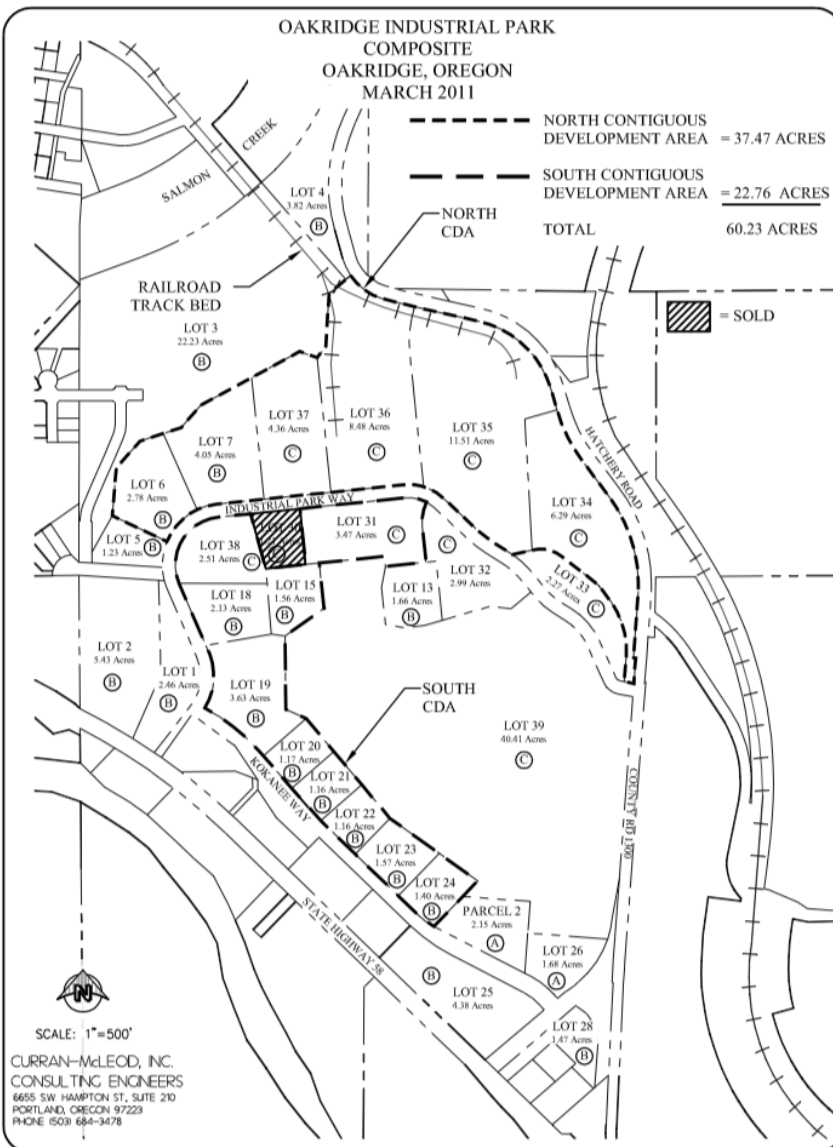 OAKRIDGE INDUSTRIAL PARK
COMPOSITE
OAKRIDGE, OREGON
MARCH 2011
NORTH CONTIGUOUS
DEVELOPMENT AREA = 37.47 ACRES
SOUTH CONTIGUOUS
DEVELOPMENT AREA = 22.76 ACRES
TOTAL 60.23 ACRES
= SOLD
SALMON CREEK
LOT 4
3.82 Acres
B
NORTH
CDA
RAILROAD
TRACK BED
LOT 3
22.23 Acres
B
LOT 37
4.36 Acres
C
LOT 36
8.48 Acres
C
LOT 35
11.51 Acres
C
LOT 7
4.05 Acres
B
LOT 6
2.78 Acres
B
HATCHERY ROAD
LOT 34
6.29 Acres
C
INDUSTRIAL PARK WAY
LOT 5
1.23 Acres
B
LOT 38
2.51 Acres
C
LOT 31
3.47 Acres
C
C
LOT 32
2.99 Acres
LOT 33
2.27 Acres
C
LOT 18
2.13 Acres
B
LOT 15
1.56 Acres
B
LOT 13
1.66 Acres
B
LOT 2
5.43 Acres
B
LOT 1
2.46 Acres
B
LOT 19
3.63 Acres
B
SOUTH
CDA
LOT 39
40.41 Acres
C
LOT 20
1.17 Acres
B
LOT 21
1.16 Acres
B
LOT 22
1.16 Acres
B
LOT 23
1.57 Acres
B
LOT 24
1.40 Acres
B
KOKANEE WAY
COUNTY RD 1300
PARCEL 2
2.15 Acres
A
LOT 26
1.68 Acres
A
STATE HIGHWAY 58
B
LOT 25
4.38 Acres
LOT 28
1.47 Acres
B
N
SCALE: 1"=500'
CURRAN-McLEOD, INC.
CONSULTING ENGINEERS
6655 S.W. HAMPTON ST., SUITE 210
PORTLAND, OREGON 97223
PHONE (503) 684-3478